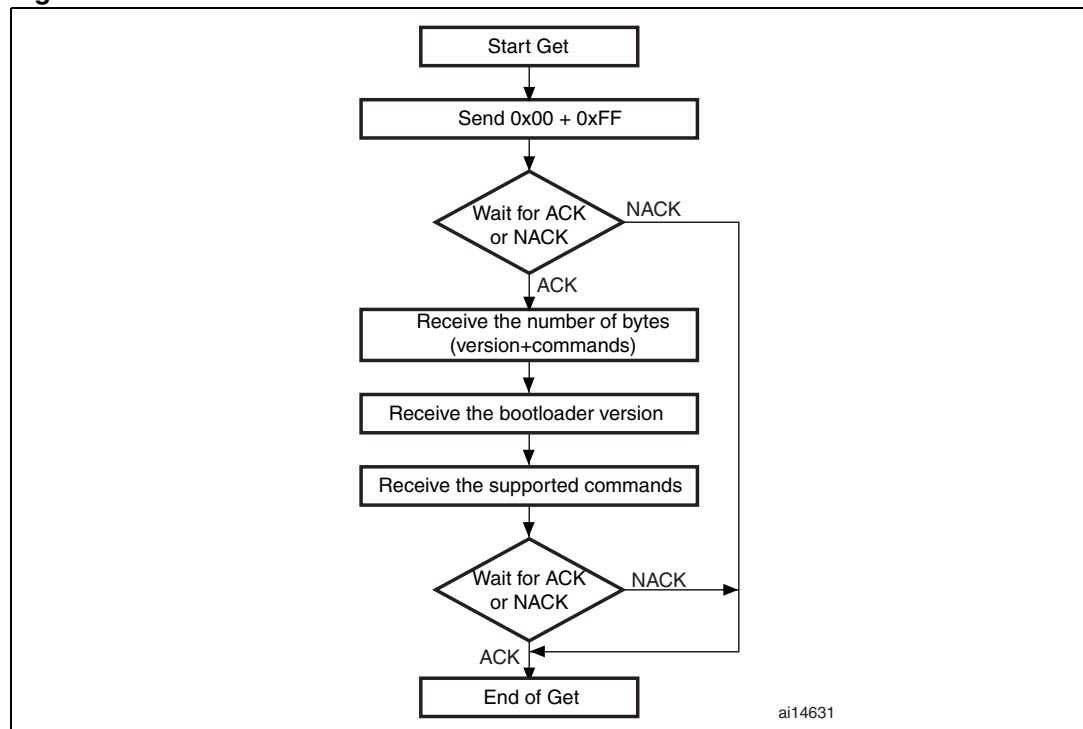 Start Get
Send 0x00 + 0xFF
Wait for ACK
or NACK
NACK
ACK
Receive the number of bytes
(version+commands)
Receive the bootloader version
Receive the supported commands
Wait for ACK
or NACK
NACK
ACK
End of Get
ai14631